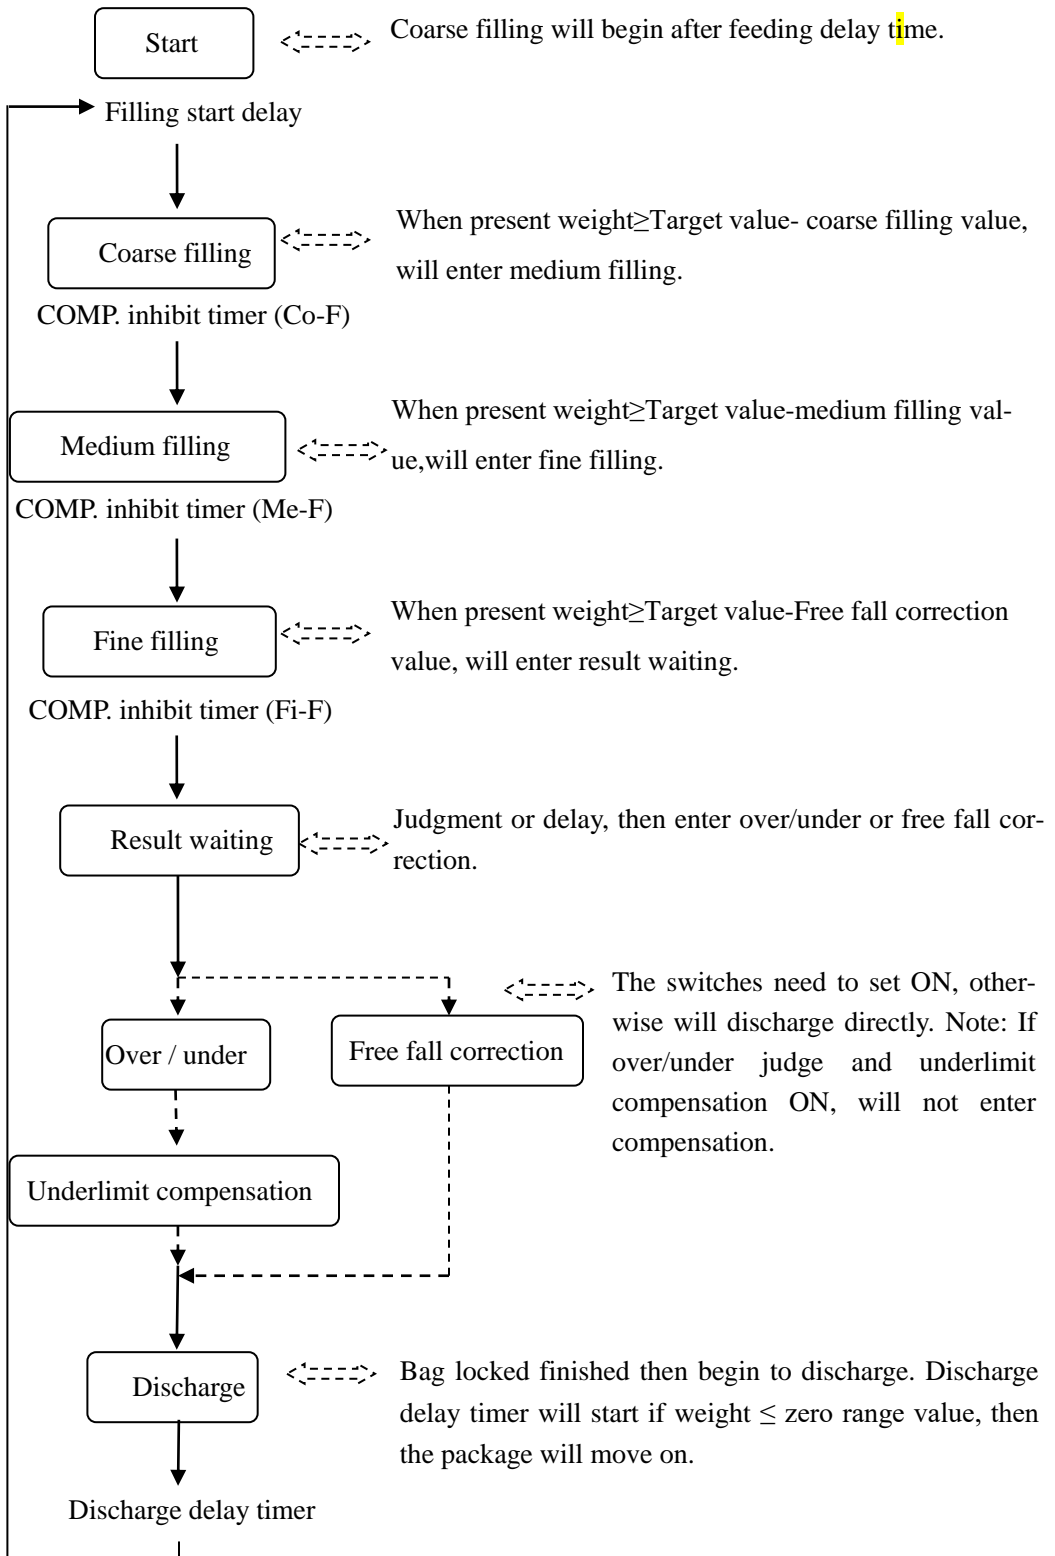 Start
Coarse filling will begin after feeding delay time.
Filling start delay
Coarse filling
When present weight≥Target value- coarse filling value,
will enter medium filling.
COMP. inhibit timer (Co-F)
Medium filling
When present weight≥Target value-medium filling val-
ue,will enter fine filling.
COMP. inhibit timer (Me-F)
Fine filling
When present weight≥Target value-Free fall correction
value, will enter result waiting.
COMP. inhibit timer (Fi-F)
Result waiting
Judgment or delay, then enter over/under or free fall cor-
rection.
The switches need to set ON, other-
wise will discharge directly. Note: If
over/under judge and underlimit
compensation ON, will not enter
compensation.
Over / under
Free fall correction
Underlimit compensation
Discharge
Bag locked finished then begin to discharge. Discharge
delay timer will start if weight ≤ zero range value, then
the package will move on.
Discharge delay timer